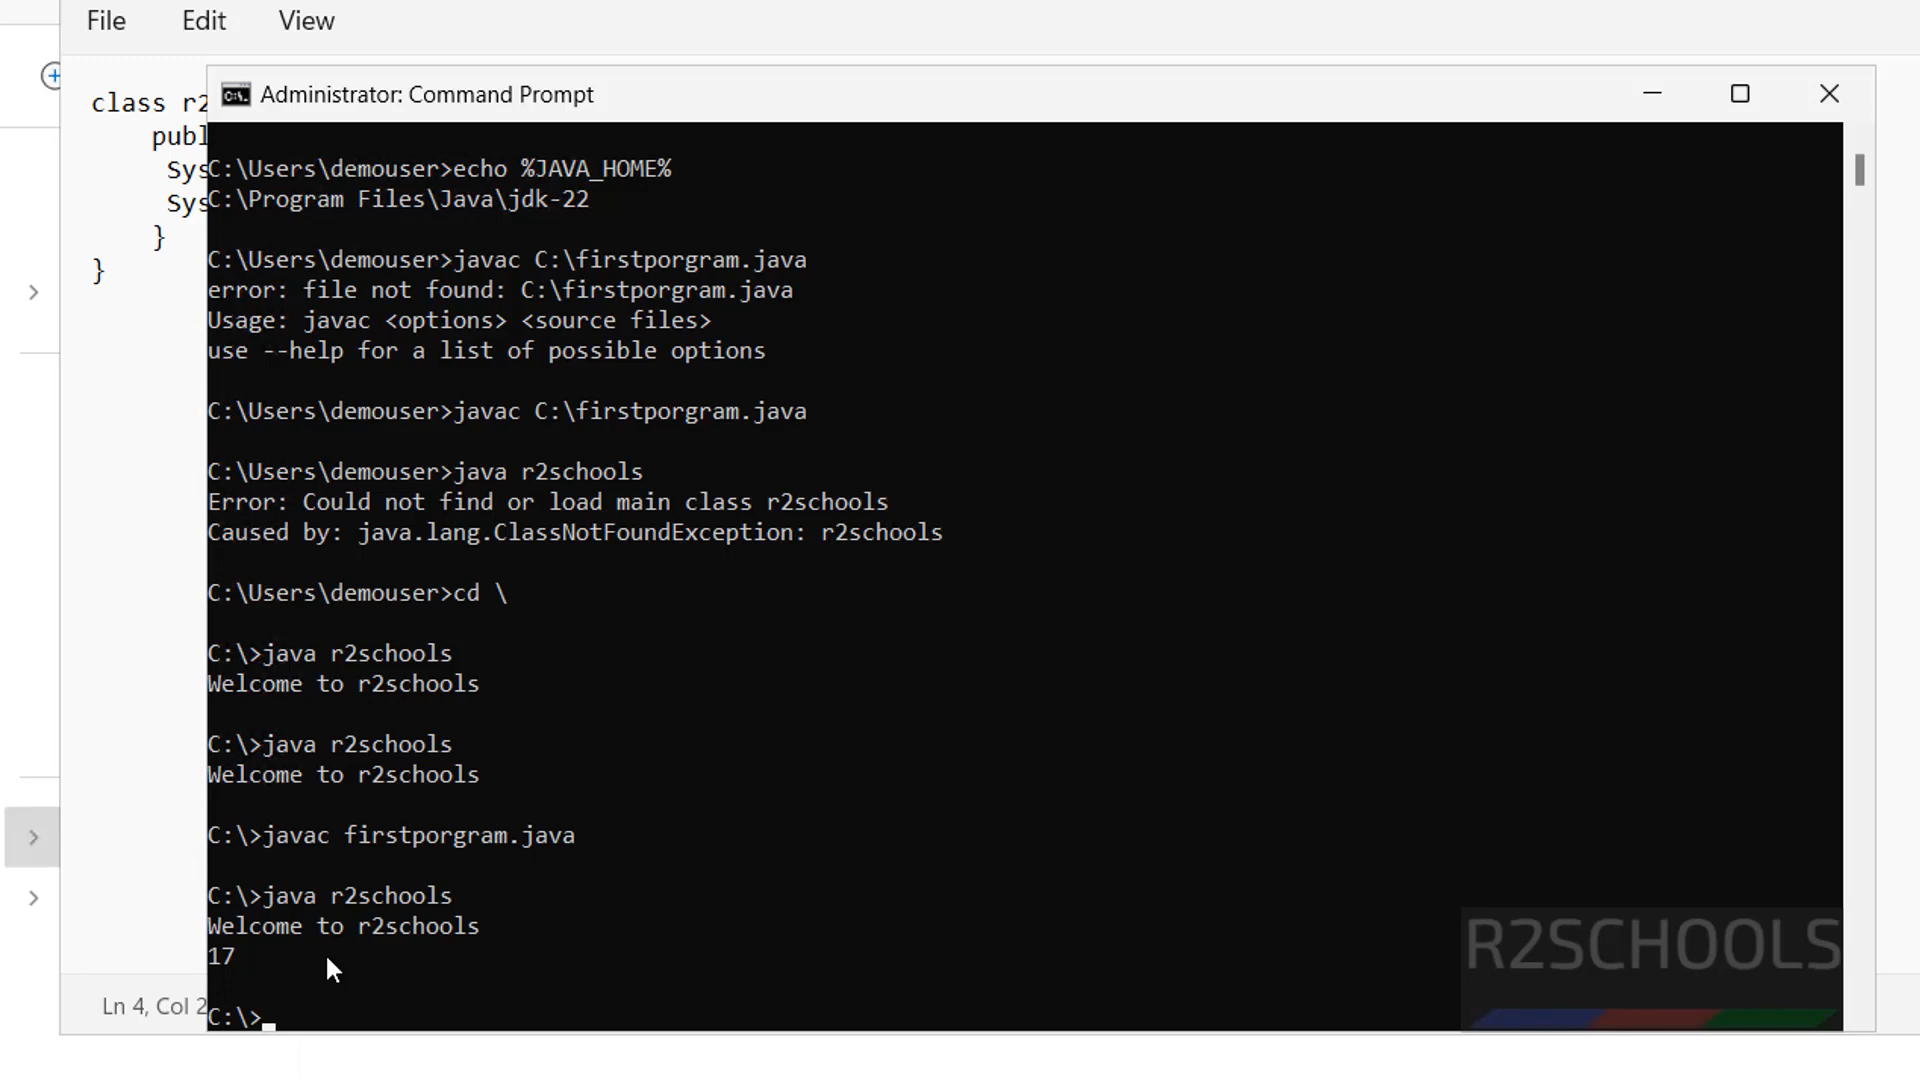 File Edit View
Administrator: Command Prompt
class r2
publ
Sys
Sys
}
}
C:\Users\demouser>echo %JAVA_HOME%
C:\Program Files\Java\jdk-22
C:\Users\demouser>javac C:\firstporgram.java
error: file not found: C:\firstporgram.java
Usage: javac <options> <source files>
use --help for a list of possible options
C:\Users\demouser>javac C:\firstporgram.java
C:\Users\demouser>java r2schools
Error: Could not find or load main class r2schools
Caused by: java.lang.ClassNotFoundException: r2schools
C:\Users\demouser>cd \
C:\>java r2schools
Welcome to r2schools
C:\>java r2schools
Welcome to r2schools
C:\>javac firstporgram.java
C:\>java r2schools
Welcome to r2schools
17
C:\>
R2SCHOOLS
Ln 4, Col 2